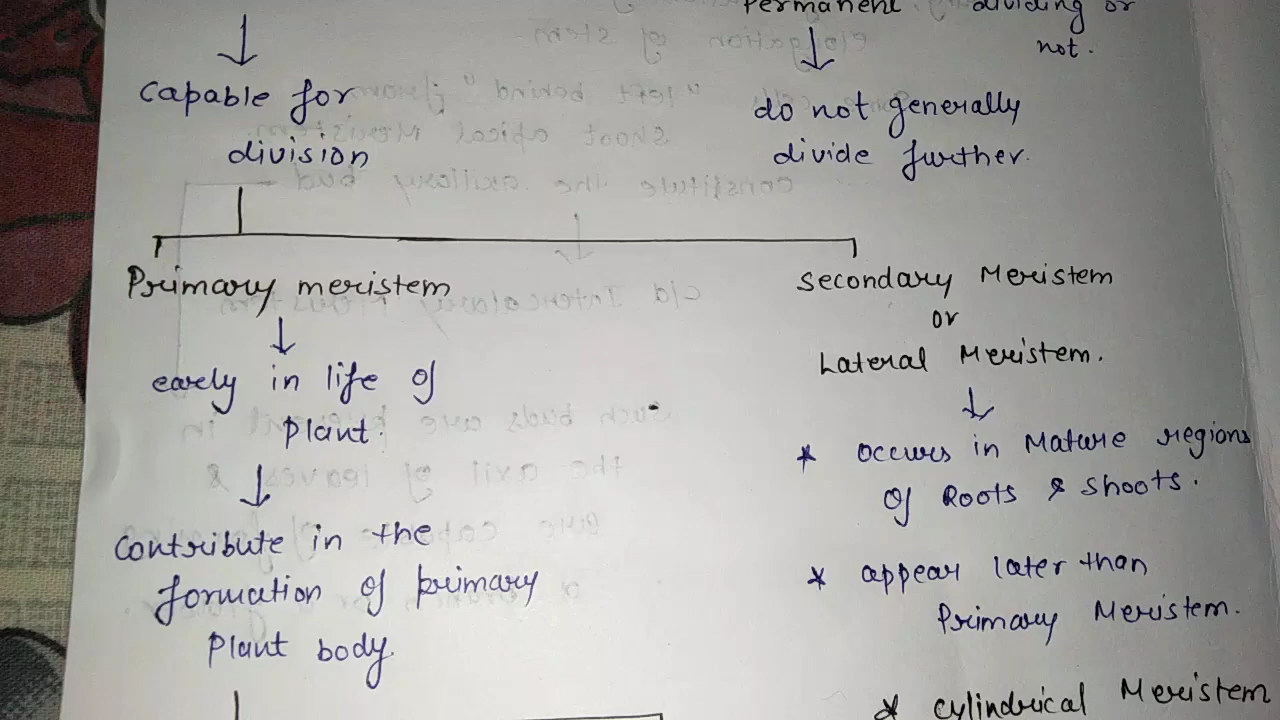 Permanent
dividing or
not.
capable for
division
do not generally
divide further.
Primary meristem
early in life of
plant.
Contribute in the
formation of primary
Plant body.
Secondary Meristem
or
Lateral Meristem.
* occurs in Mature regions
of Roots & Shoots.
* appear later than
Primary Meristem.
* cylindrical Meristem